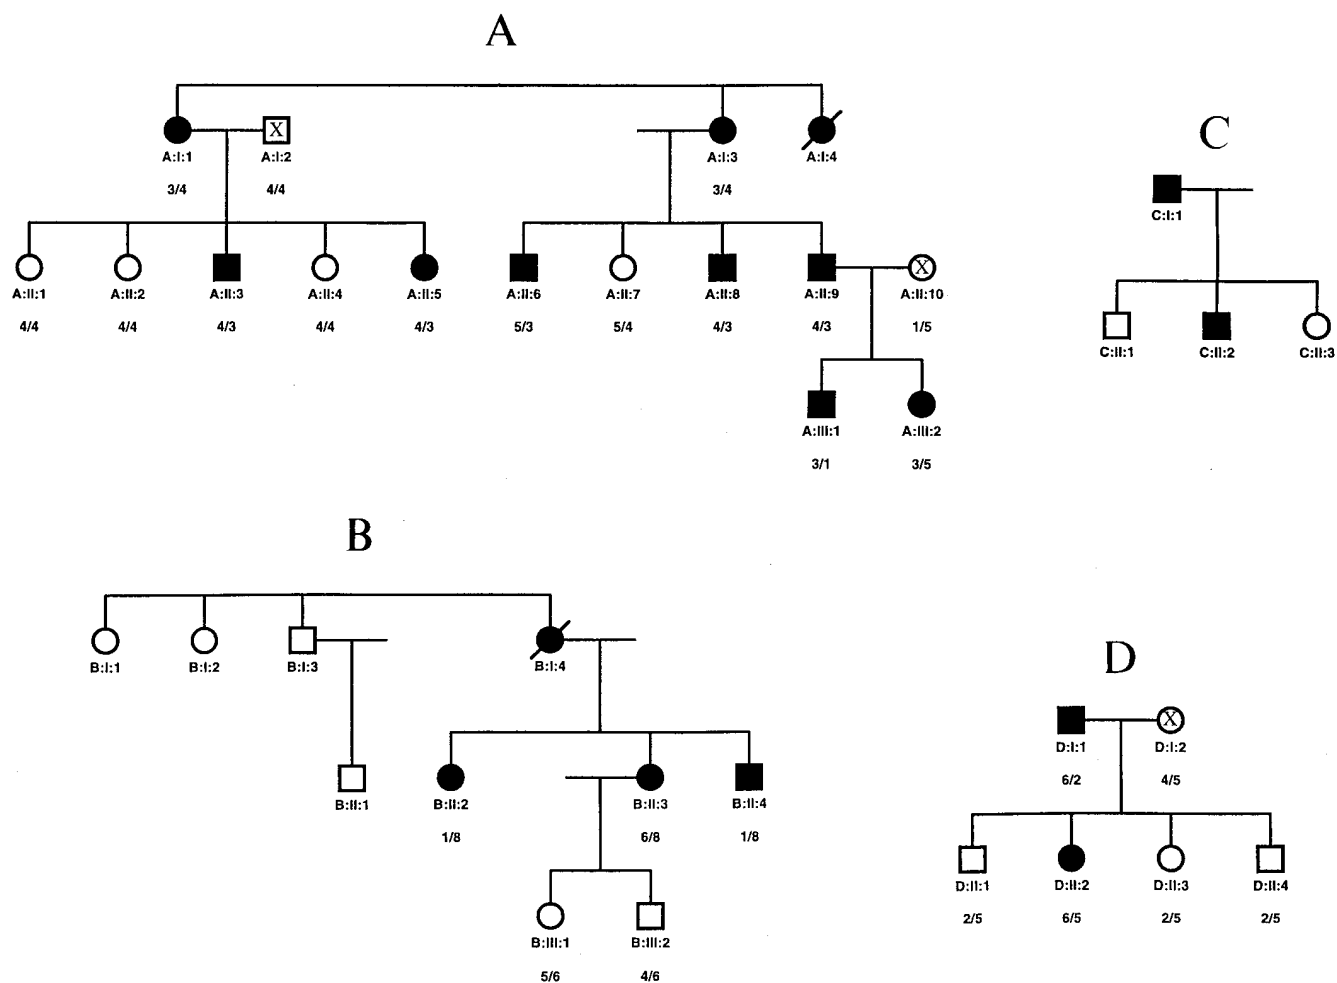 A
X
A:I:1 A:I:2 A:I:3 A:I:4
3/4 4/4 3/4
X
A:II:1 A:II:2 A:II:3 A:II:4 A:II:5 A:II:6 A:II:7 A:II:8 A:II:9 A:II:10
4/4 4/4 4/3 4/4 4/3 5/3 5/4 4/3 4/3 1/5
A:III:1 A:III:2
3/1 3/5
C
C:I:1
C:II:1 C:II:2 C:II:3
B
B:I:1 B:I:2 B:I:3 B:I:4
B:II:1 B:II:2 B:II:3 B:II:4
1/8 6/8 1/8
B:III:1 B:III:2
5/6 4/6
D
X
D:I:1 D:I:2
6/2 4/5
D:II:1 D:II:2 D:II:3 D:II:4
2/5 6/5 2/5 2/5